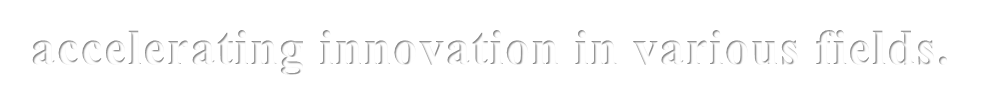 accelerating innovation in various fields.